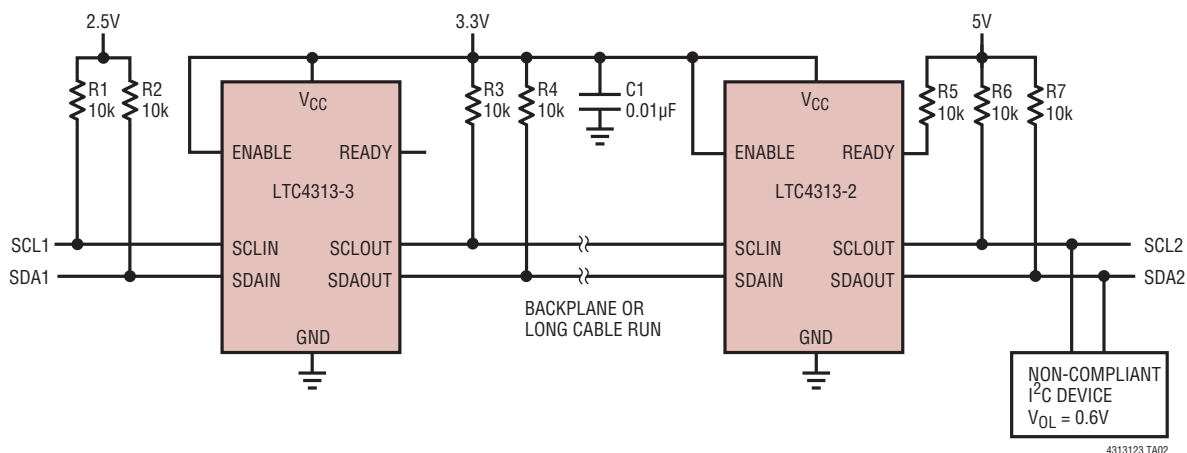 2.5V
3.3V
5V
R1
10k
R2
10k
R3
10k
R4
10k
C1
0.01µF
R5
10k
R6
10k
R7
10k
VCC
ENABLE
READY
LTC4313-3
SCLIN
SCLOUT
SDAIN
SDAOUT
GND
VCC
ENABLE
READY
LTC4313-2
SCLIN
SCLOUT
SDAIN
SDAOUT
GND
SCL1
SDA1
BACKPLANE OR
LONG CABLE RUN
SCL2
SDA2
NON-COMPLIANT
I2C DEVICE
VOL = 0.6V
4313123 TA02